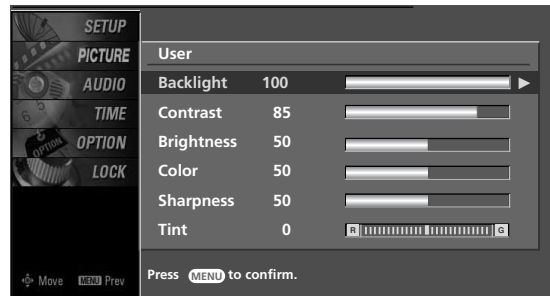 SETUP
PICTURE
AUDIO
TIME
OPTION
LOCK
Move MENU Prev
User
Backlight 100
Contrast 85
Brightness 50
Color 50
Sharpness 50
Tint 0 R G
Press MENU to confirm.